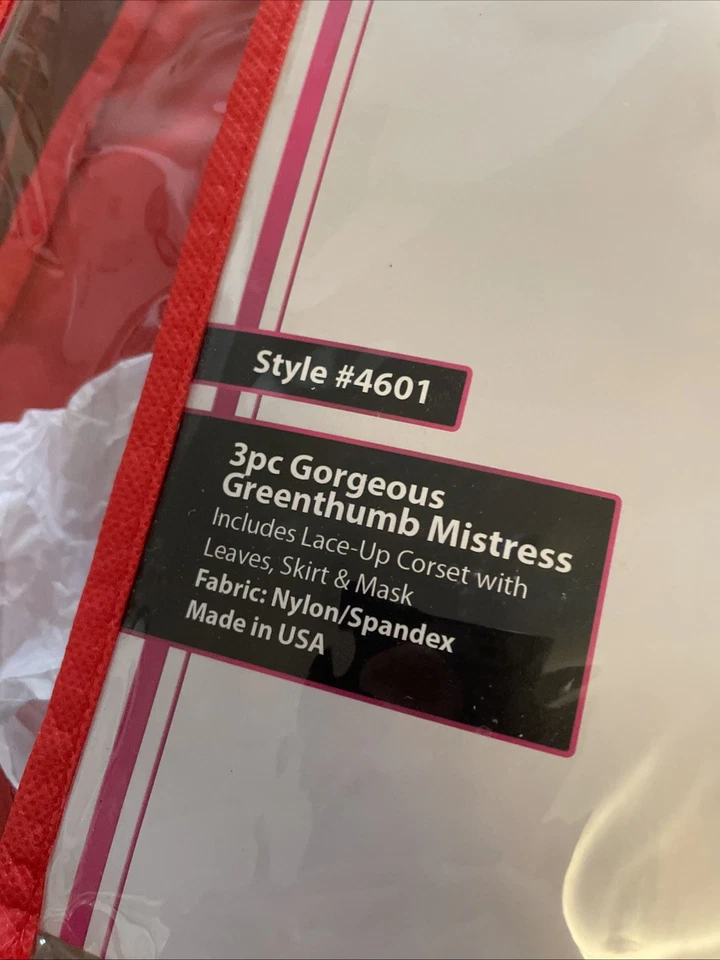 Style #4601
3pc Gorgeous
Greenthumb Mistress
Includes Lace-Up Corset with
Leaves, Skirt & Mask
Fabric: Nylon/Spandex
Made in USA